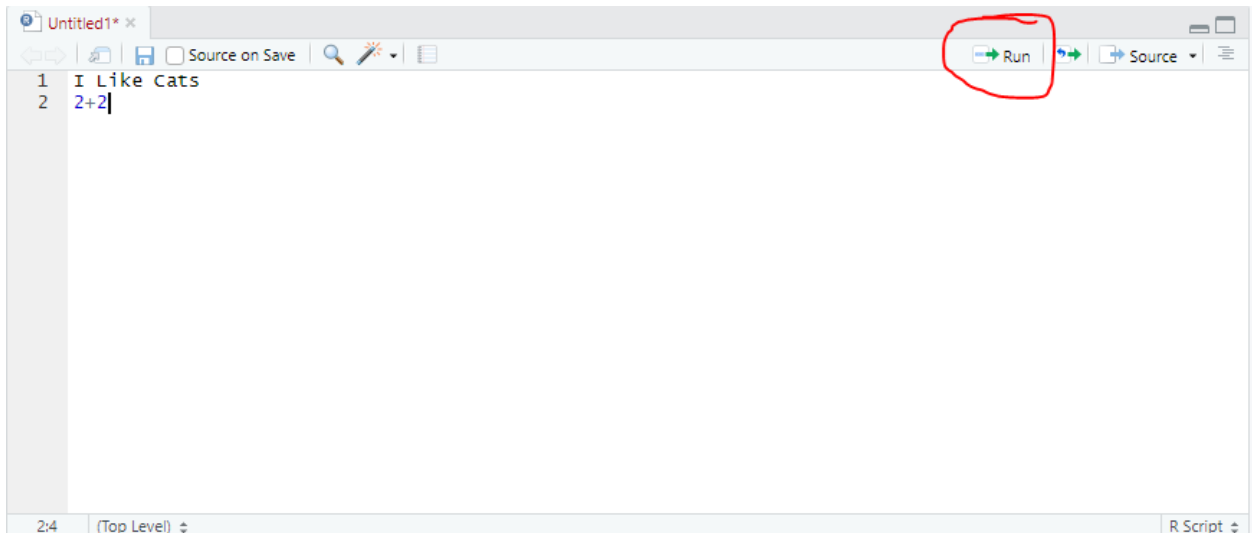 Untitled1*
Source on Save
Run
Source
1 I Like Cats
2 2+2
2:4 (Top Level) R Script